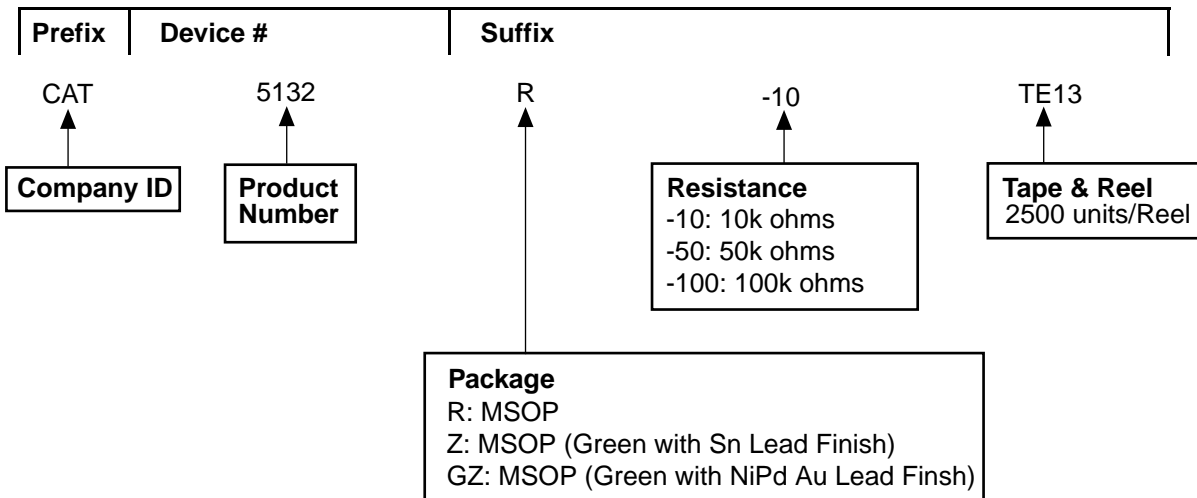 Prefix Device # Suffix
CAT 5132 R -10 TE13
Company ID
Product
Number
Resistance
-10: 10k ohms
-50: 50k ohms
-100: 100k ohms
Tape & Reel
2500 units/Reel
Package
R: MSOP
Z: MSOP (Green with Sn Lead Finish)
GZ: MSOP (Green with NiPd Au Lead Finsh)